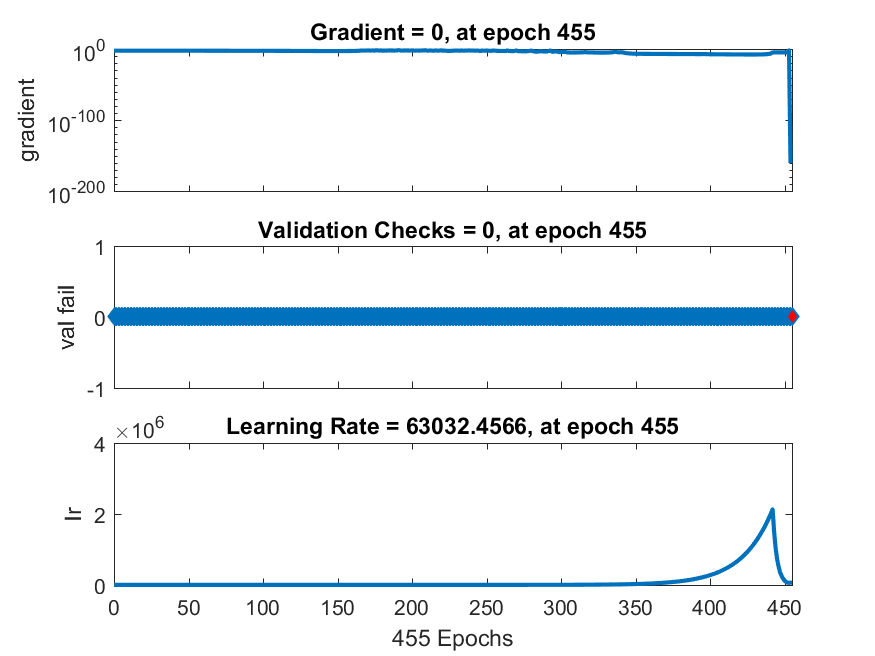 Gradient = 0, at epoch 455
10^0
10^-100
10^-200
gradient
Validation Checks = 0, at epoch 455
1
0
-1
val fail
Learning Rate = 63032.4566, at epoch 455
×10^6
4
2
0
lr
0 50 100 150 200 250 300 350 400 450
455 Epochs